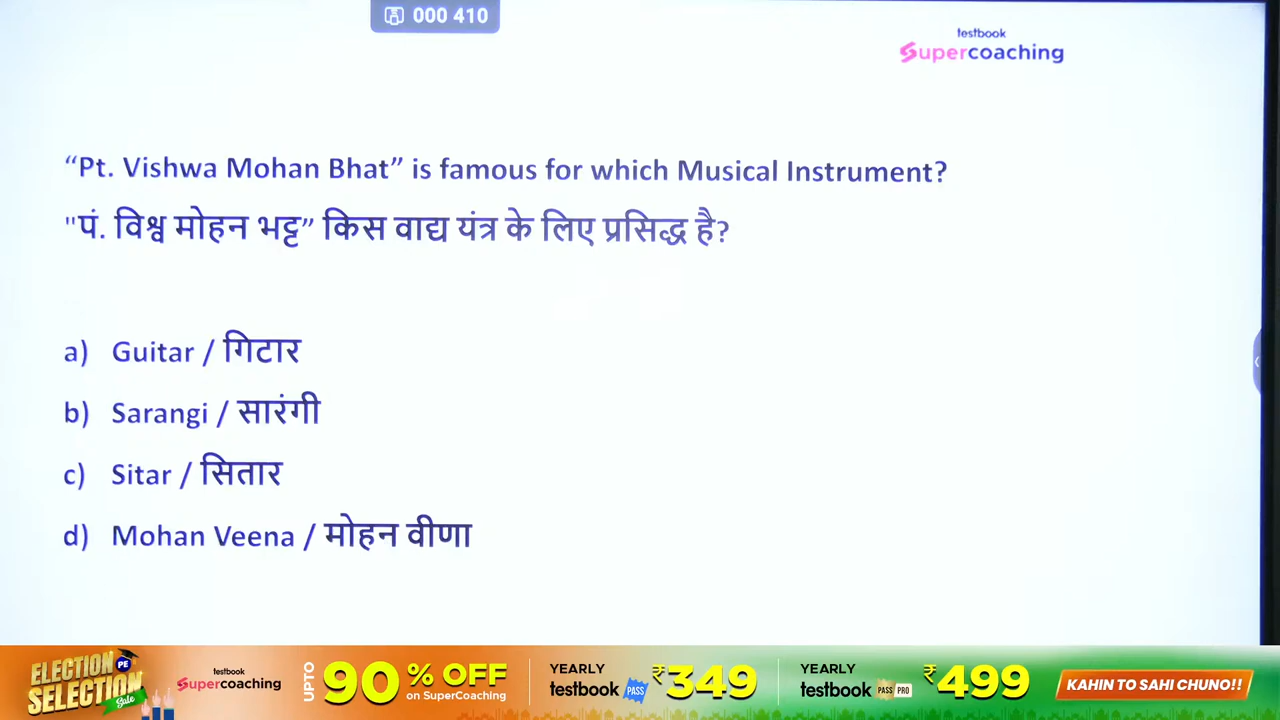 000 410
testbook
Supercoaching
“Pt. Vishwa Mohan Bhat” is famous for which Musical Instrument?
"पं. विश्व मोहन भट्ट” किस वाद्य यंत्र के लिए प्रसिद्ध है?
a) Guitar / गिटार
b) Sarangi / सारंगी
c) Sitar / सितार
d) Mohan Veena / मोहन वीणा
ELECTION PE
SELECTION
Sale
testbook
Supercoaching
UPTO
90% OFF
on SuperCoaching
YEARLY
testbook PASS
₹349
YEARLY
testbook PASS PRO
₹499
KAHIN TO SAHI CHUNO!!